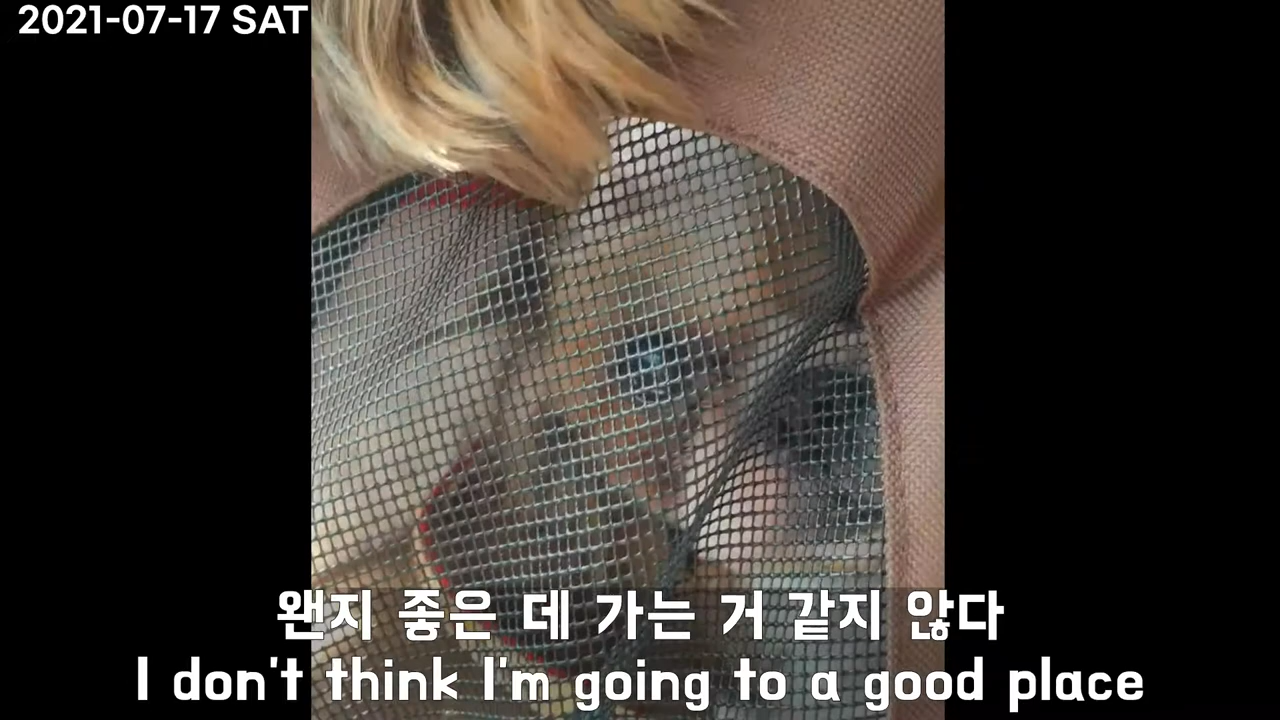 2021-07-17 SAT
왠지 좋은 데 가는 거 같지 않다
I don't think I'm going to a good place